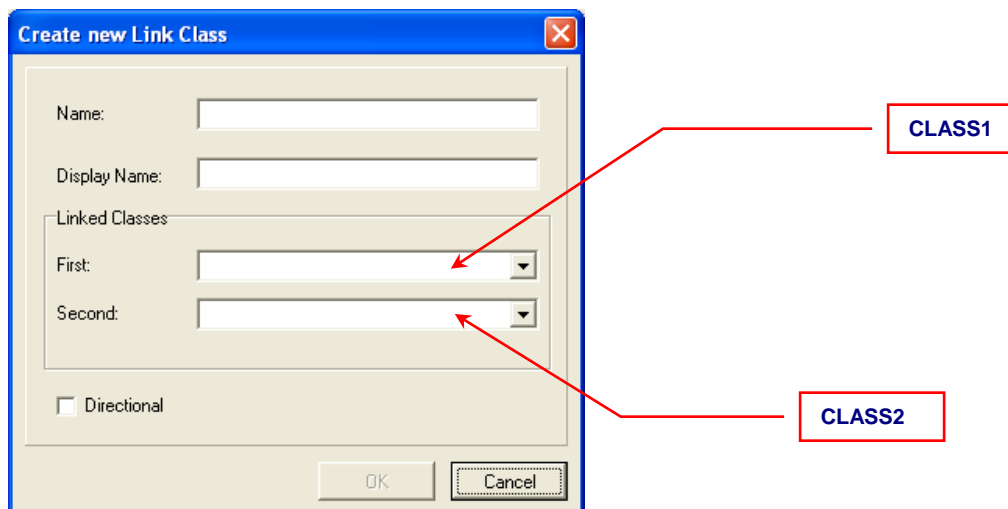 Create new Link Class
Name:
CLASS1
Display Name:
Linked Classes
First:
Second:
Directional
CLASS2
OK
Cancel